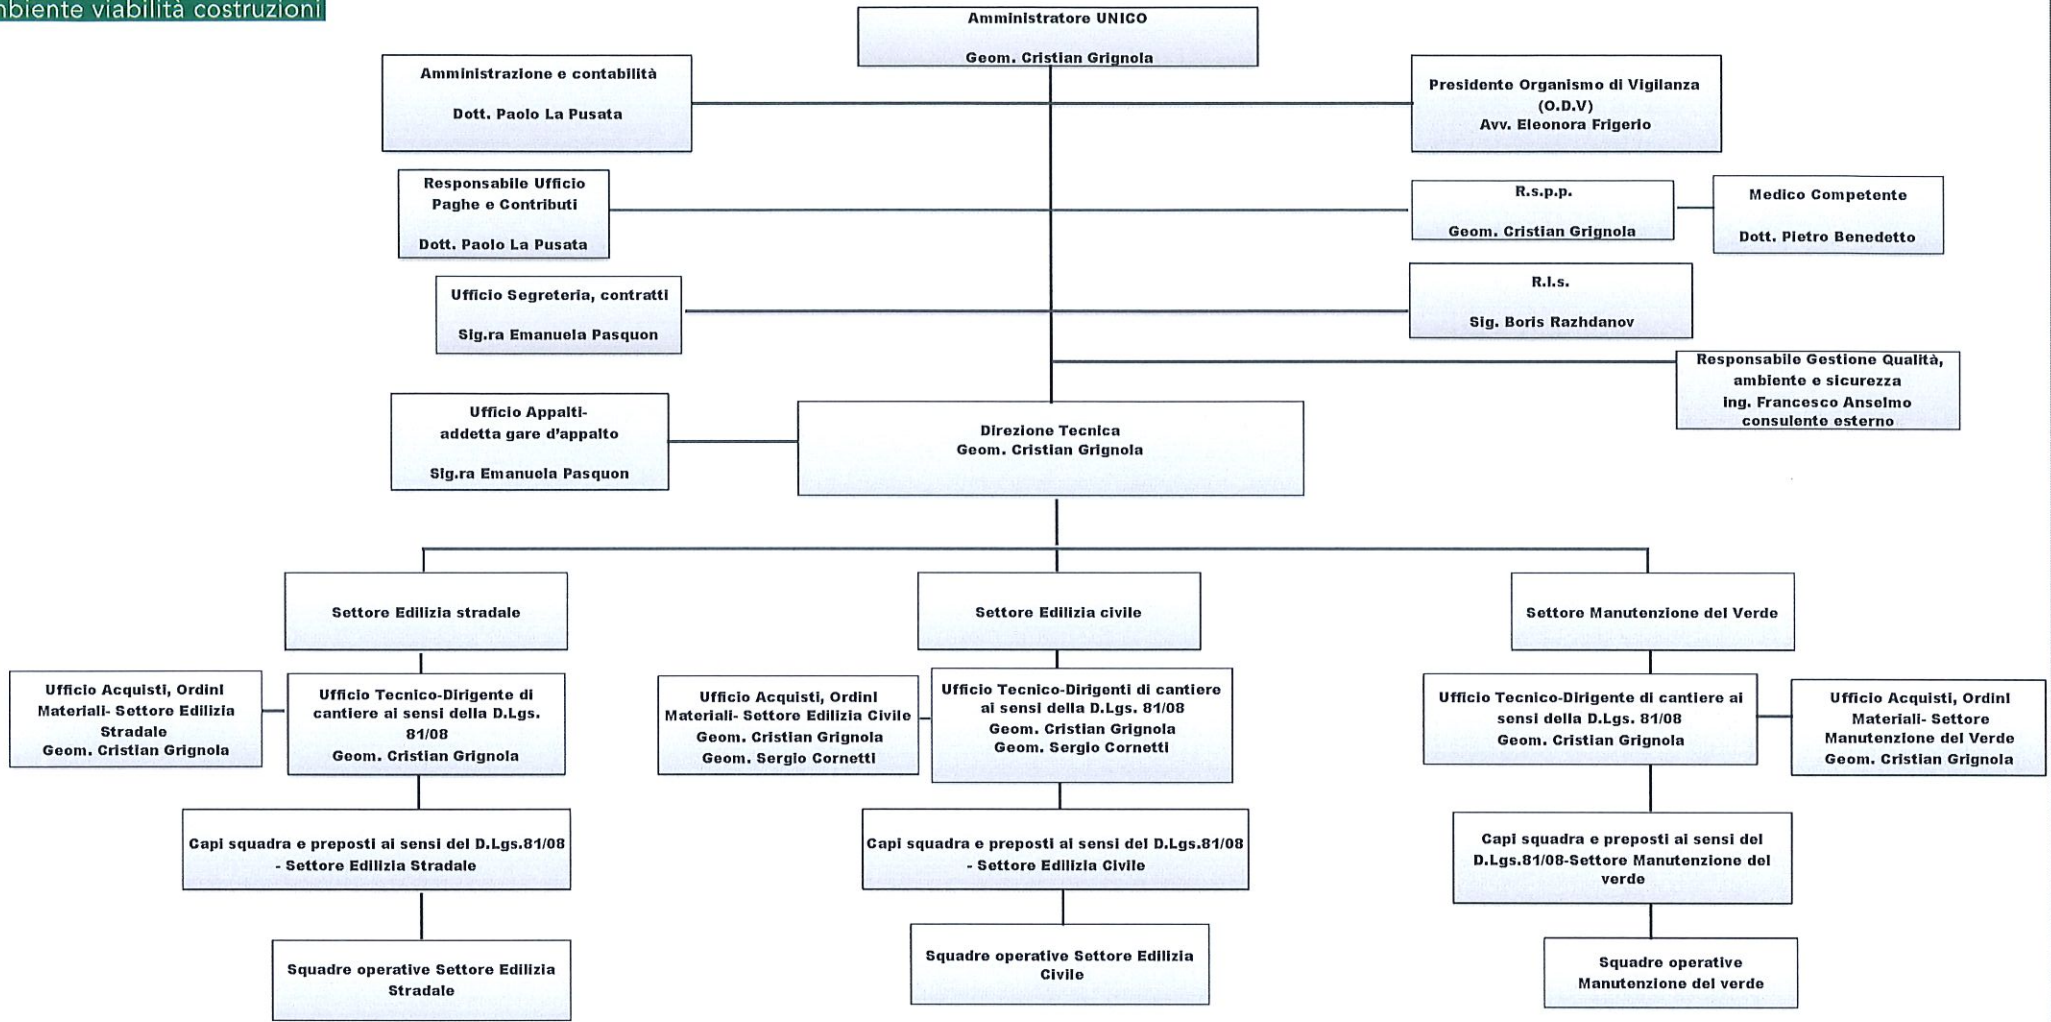 ambiente viabilità costruzioni
Amministratore UNICO
Geom. Cristian Grignola
Amministrazione e contabilità
Dott. Paolo La Pusata
Presidente Organismo di Vigilanza
(O.D.V)
Avv. Eleonora Frigerio
Responsabile Ufficio
Paghe e Contributi
Dott. Paolo La Pusata
R.s.p.p.
Geom. Cristian Grignola
Medico Competente
Dott. Pietro Benedetto
Ufficio Segreteria, contratti
Sig.ra Emanuela Pasquon
R.l.s.
Sig. Boris Razhdanov
Responsabile Gestione Qualità,
ambiente e sicurezza
ing. Francesco Anselmo
consulente esterno
Ufficio Appalti-
addetta gare d'appalto
Sig.ra Emanuela Pasquon
Direzione Tecnica
Geom. Cristian Grignola
Settore Edilizia stradale
Settore Edilizia civile
Settore Manutenzione del Verde
Ufficio Acquisti, Ordini
Materiali- Settore Edilizia
Stradale
Geom. Cristian Grignola
Ufficio Tecnico-Dirigente di
cantiere ai sensi della D.Lgs.
81/08
Geom. Cristian Grignola
Ufficio Acquisti, Ordini
Materiali- Settore Edilizia Civile
Geom. Cristian Grignola
Geom. Sergio Cornetti
Ufficio Tecnico-Dirigenti di cantiere
ai sensi della D.Lgs. 81/08
Geom. Cristian Grignola
Geom. Sergio Cornetti
Ufficio Tecnico-Dirigente di cantiere ai
sensi della D.Lgs. 81/08
Geom. Cristian Grignola
Ufficio Acquisti, Ordini
Materiali- Settore
Manutenzione del Verde
Geom. Cristian Grignola
Capi squadra e preposti ai sensi del D.Lgs.81/08
- Settore Edilizia Stradale
Capi squadra e preposti ai sensi del D.Lgs.81/08
- Settore Edilizia Civile
Capi squadra e preposti ai sensi del
D.Lgs.81/08-Settore Manutenzione del
verde
Squadre operative Settore Edilizia
Stradale
Squadre operative Settore Edilizia
Civile
Squadre operative
Manutenzione del verde